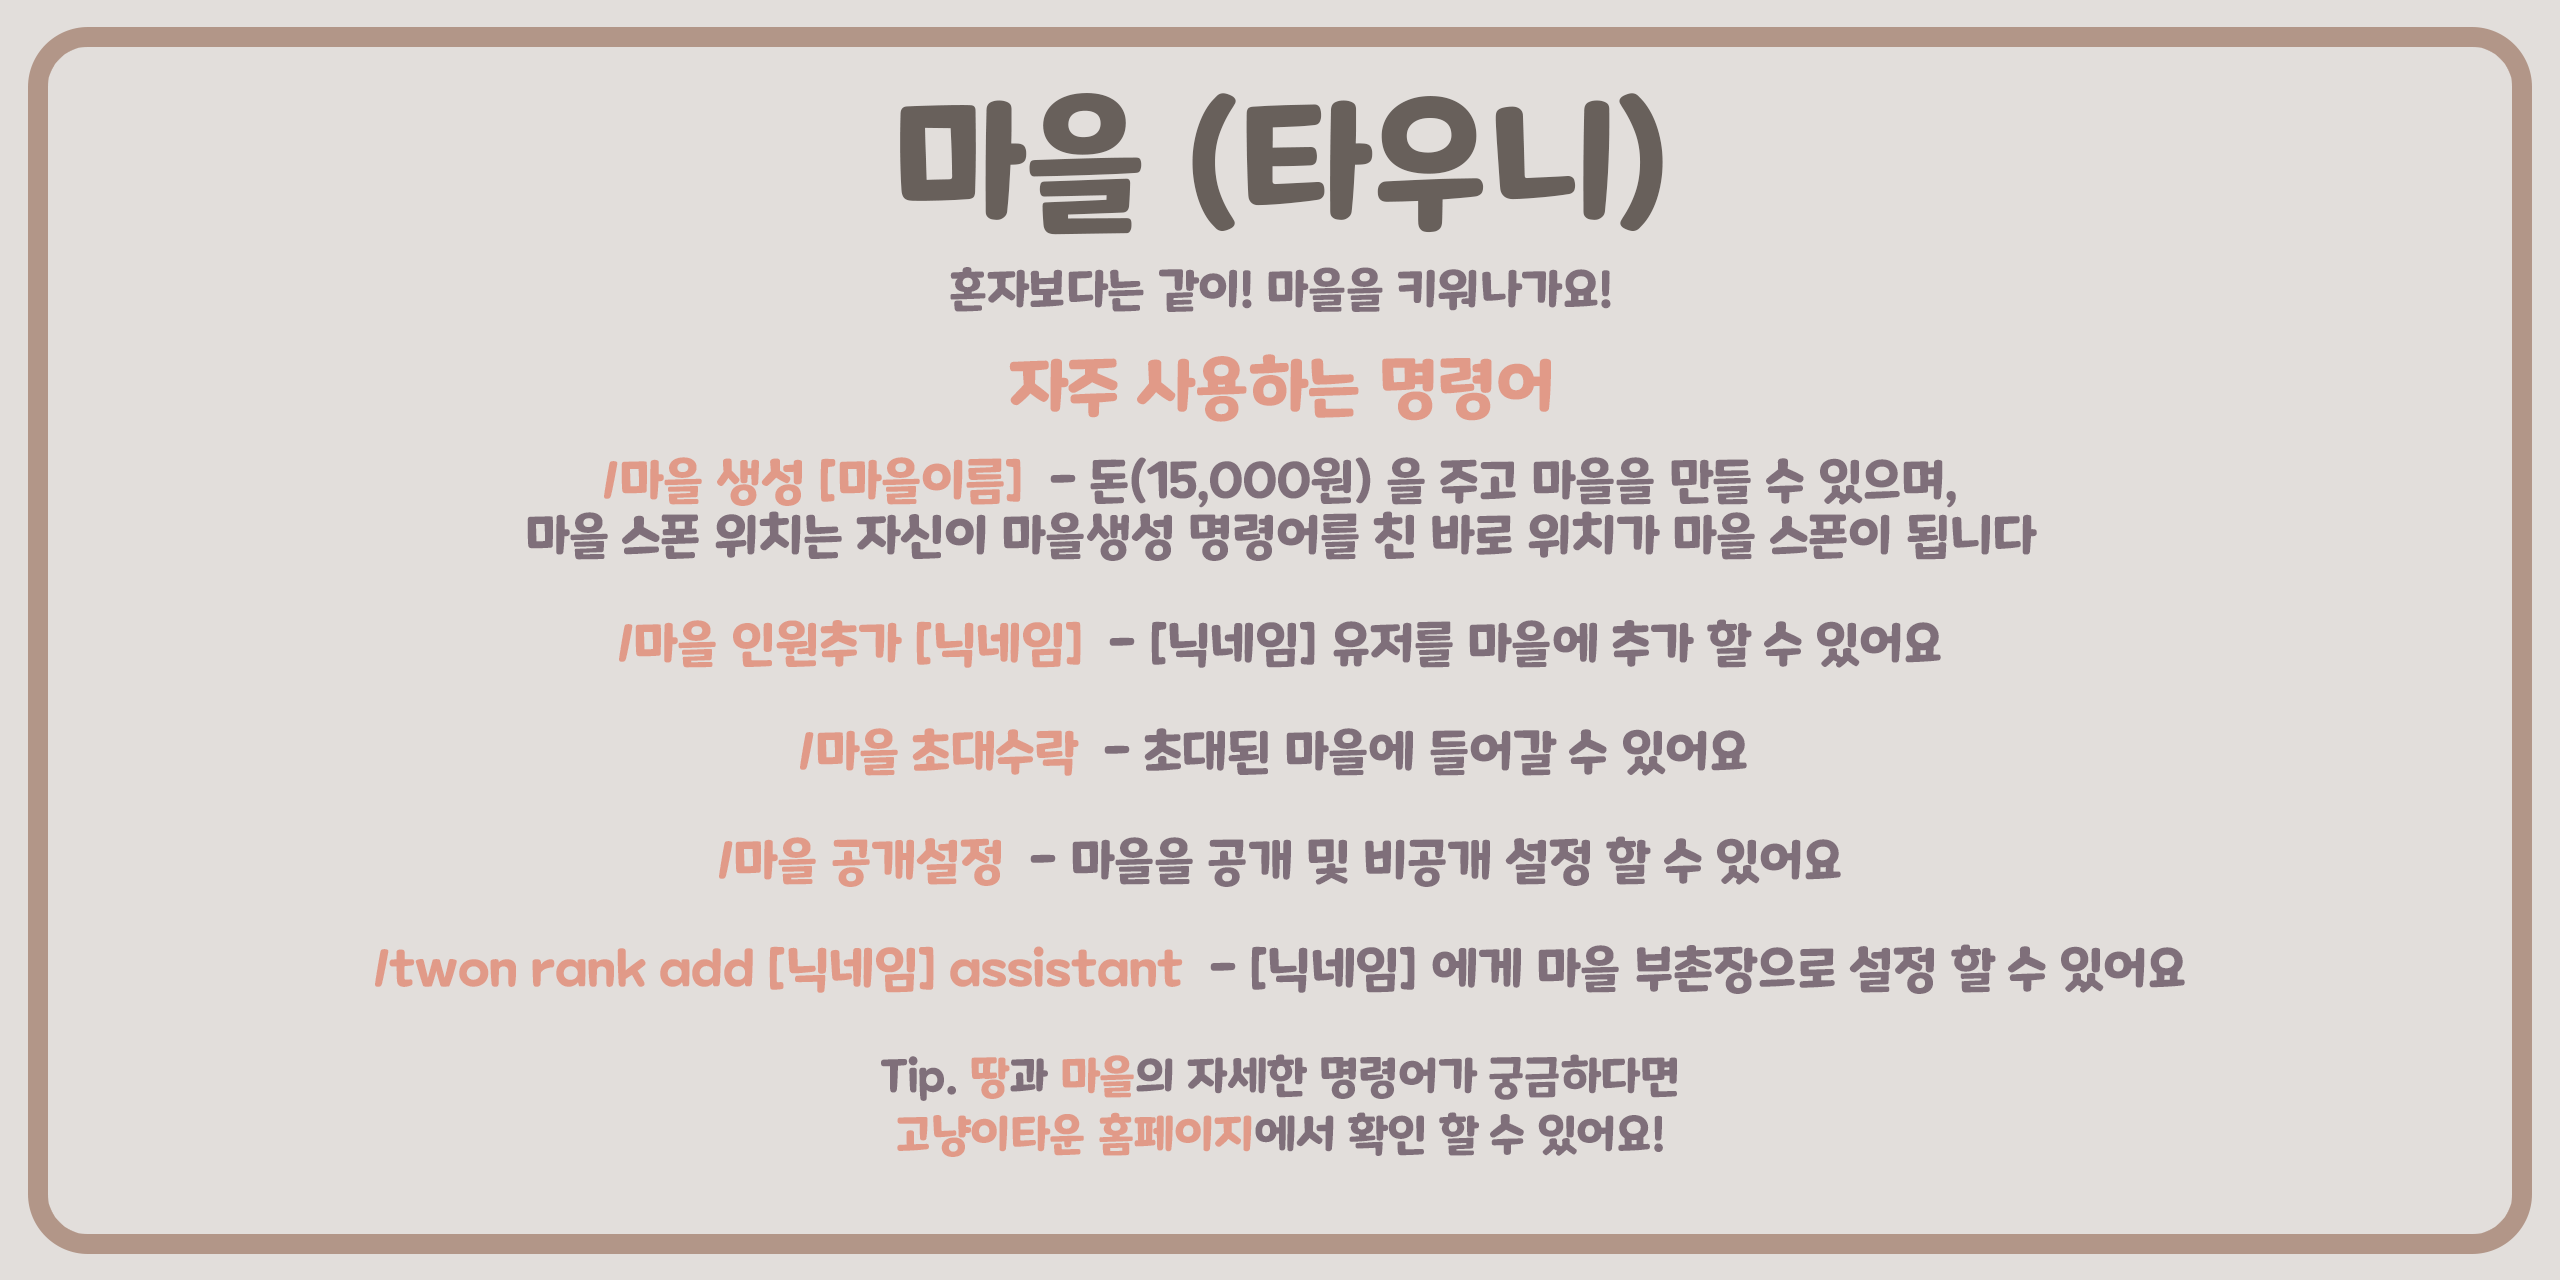 마을 (타우니)
혼자보다는 같이! 마을을 키워나가요!
자주 사용하는 명령어
/마을 생성 [마을이름] - 돈(15,000원) 을 주고 마을을 만들 수 있으며,
마을 스폰 위치는 자신이 마을생성 명령어를 친 바로 위치가 마을 스폰이 됩니다
/마을 인원추가 [닉네임] - [닉네임] 유저를 마을에 추가 할 수 있어요
/마을 초대수락 - 초대된 마을에 들어갈 수 있어요
/마을 공개설정 - 마을을 공개 및 비공개 설정 할 수 있어요
/twon rank add [닉네임] assistant - [닉네임] 에게 마을 부촌장으로 설정 할 수 있어요
Tip. 땅과 마을의 자세한 명령어가 궁금하다면
고냥이타운 홈페이지에서 확인 할 수 있어요!